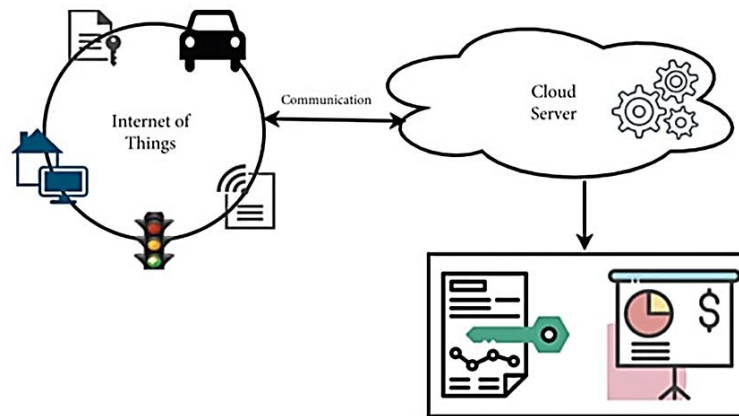 Internet of
Things
Communication
Cloud
Server
$